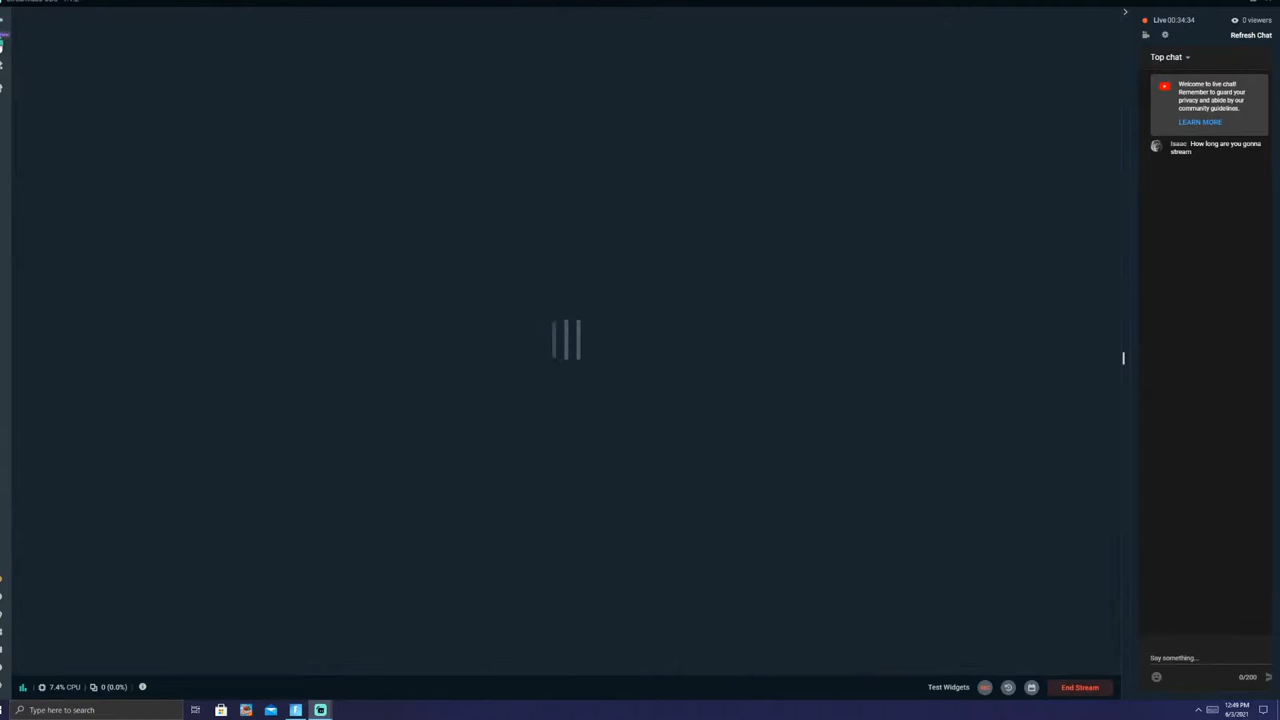 Live 00:34:34
0 viewers
Refresh Chat
Top chat
Welcome to live chat!
Remember to guard your
privacy and abide by our
community guidelines.
LEARN MORE
Isaac How long are you gonna
stream
Say something...
0/200
7.4% CPU
0 (0.0%)
Test Widgets
REC
End Stream
Type here to search
12:49 PM
6/3/2021